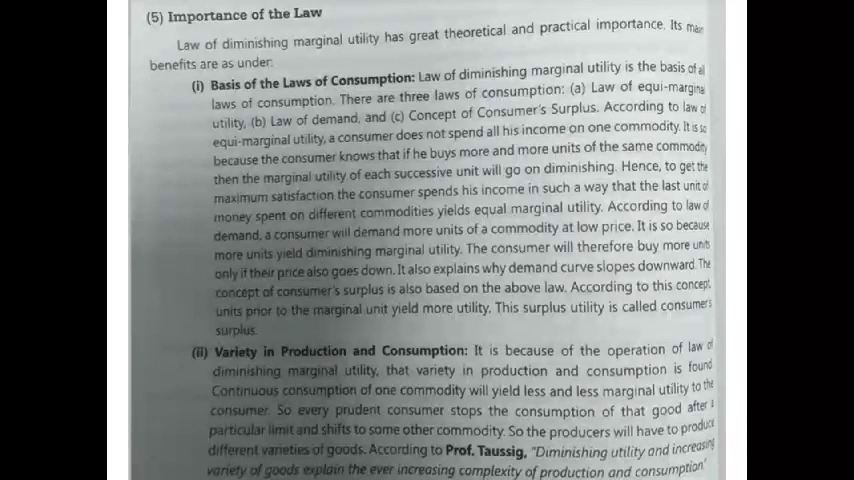 (5) Importance of the Law
Law of diminishing marginal utility has great theoretical and practical importance. Its main
benefits are as under:
(i) Basis of the Laws of Consumption: Law of diminishing marginal utility is the basis of all
laws of consumption. There are three laws of consumption: (a) Law of equi-marginal
utility, (b) Law of demand, and (c) Concept of Consumer's Surplus. According to law of
equi-marginal utility, a consumer does not spend all his income on one commodity. It is so
because the consumer knows that if he buys more and more units of the same commodity
then the marginal utility of each successive unit will go on diminishing. Hence, to get the
maximum satisfaction the consumer spends his income in such a way that the last unit of
money spent on different commodities yields equal marginal utility. According to law of
demand, a consumer will demand more units of a commodity at low price. It is so because
more units yield diminishing marginal utility. The consumer will therefore buy more units
only if their price also goes down. It also explains why demand curve slopes downward. The
concept of consumer's surplus is also based on the above law. According to this concept,
units prior to the marginal unit yield more utility. This surplus utility is called consumer's
surplus.
(ii) Variety in Production and Consumption: It is because of the operation of law of
diminishing marginal utility, that variety in production and consumption is found.
Continuous consumption of one commodity will yield less and less marginal utility to the
consumer. So every prudent consumer stops the consumption of that good after a
particular limit and shifts to some other commodity. So the producers will have to produce
different varieties of goods. According to Prof. Taussig, "Diminishing utility and increasing
variety of goods explain the ever increasing complexity of production and consumption"